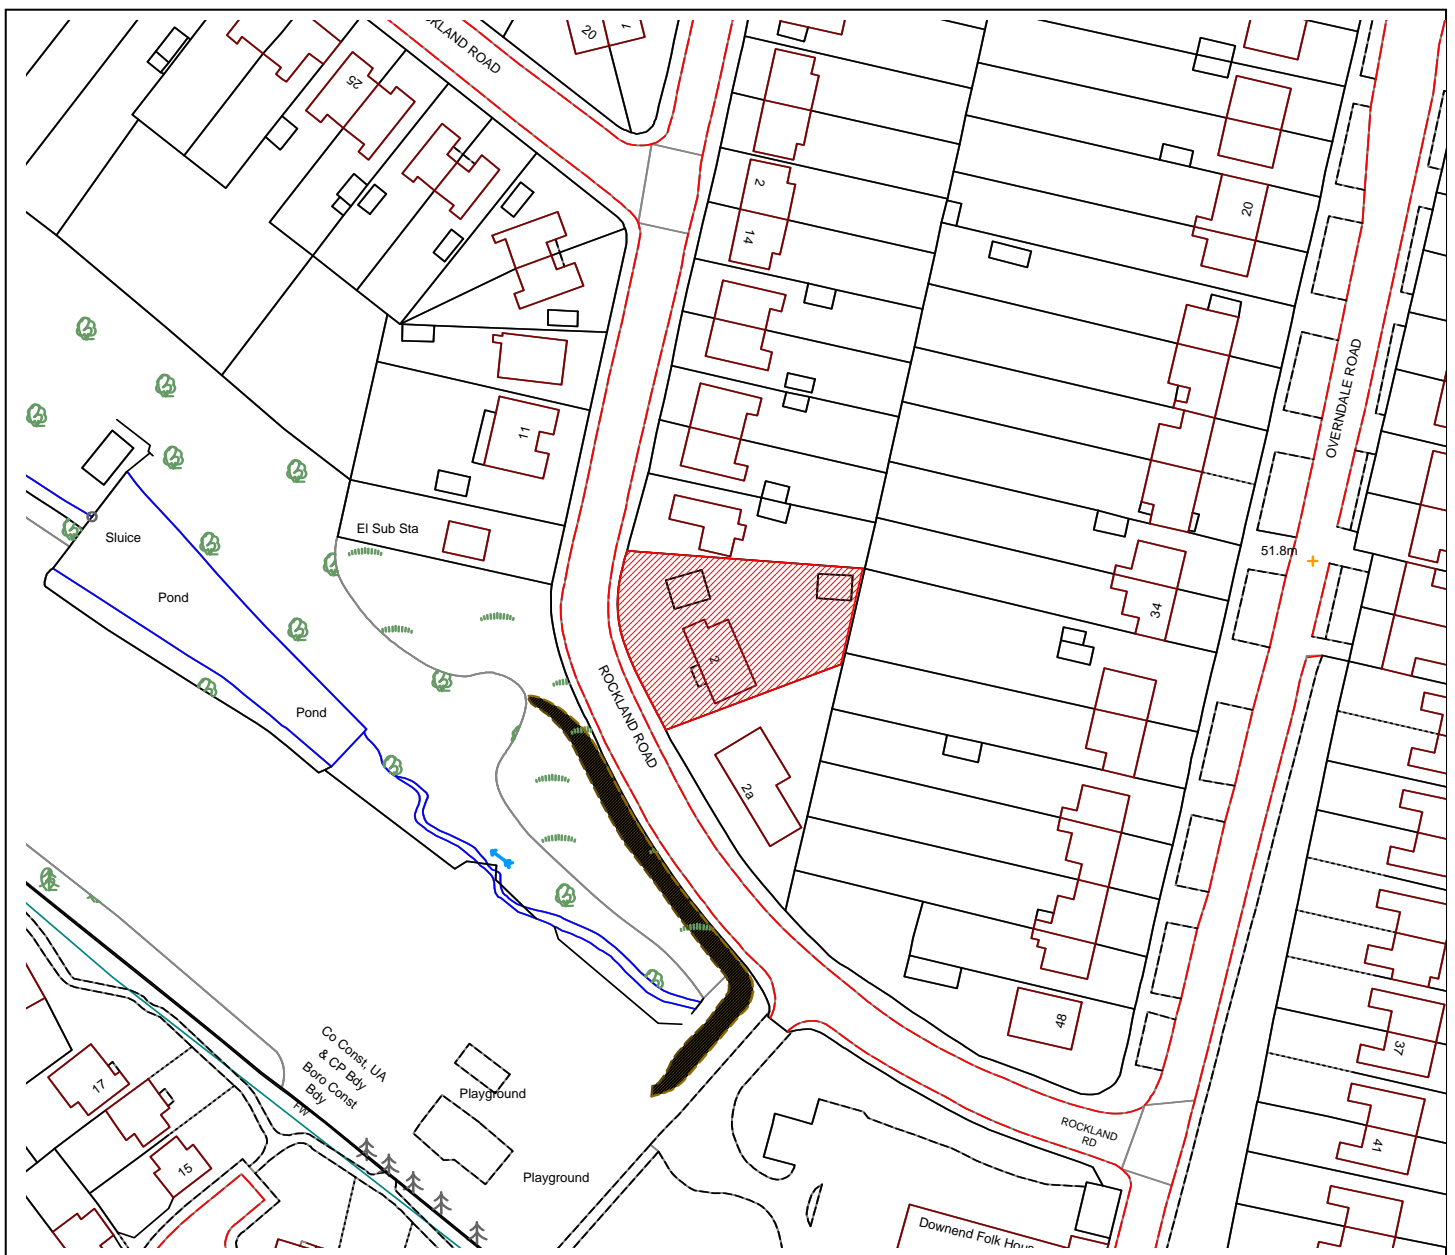 KLAND ROAD
20
1
25
2
14
20
11
OVERNDALE ROAD
El Sub Sta
Sluice
51.8m
Pond
34
2
Pond
ROCKLAND ROAD
2a
48
Co Const, UA
& CP Bdy
Boro Const
Bdy
FW
37
17
Playground
ROCKLAND
RD
41
15
Playground
Downend Folk Hous